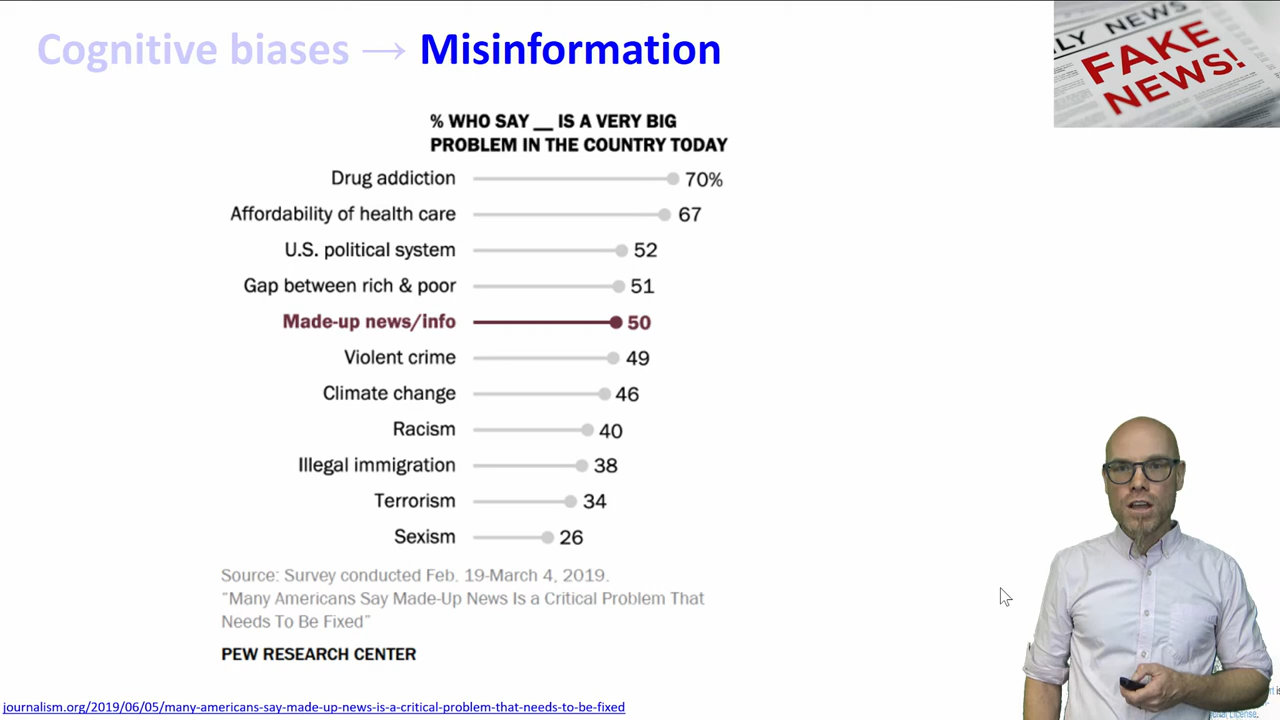 Cognitive biases → Misinformation
LY NEWS
FAKE
NEWS!
% WHO SAY __ IS A VERY BIG
PROBLEM IN THE COUNTRY TODAY
Drug addiction 70%
Affordability of health care 67
U.S. political system 52
Gap between rich & poor 51
Made-up news/info 50
Violent crime 49
Climate change 46
Racism 40
Illegal immigration 38
Terrorism 34
Sexism 26
Source: Survey conducted Feb. 19-March 4, 2019.
"Many Americans Say Made-Up News Is a Critical Problem That
Needs To Be Fixed"
PEW RESEARCH CENTER
journalism.org/2019/06/05/many-americans-say-made-up-news-is-a-critical-problem-that-needs-to-be-fixed
License.